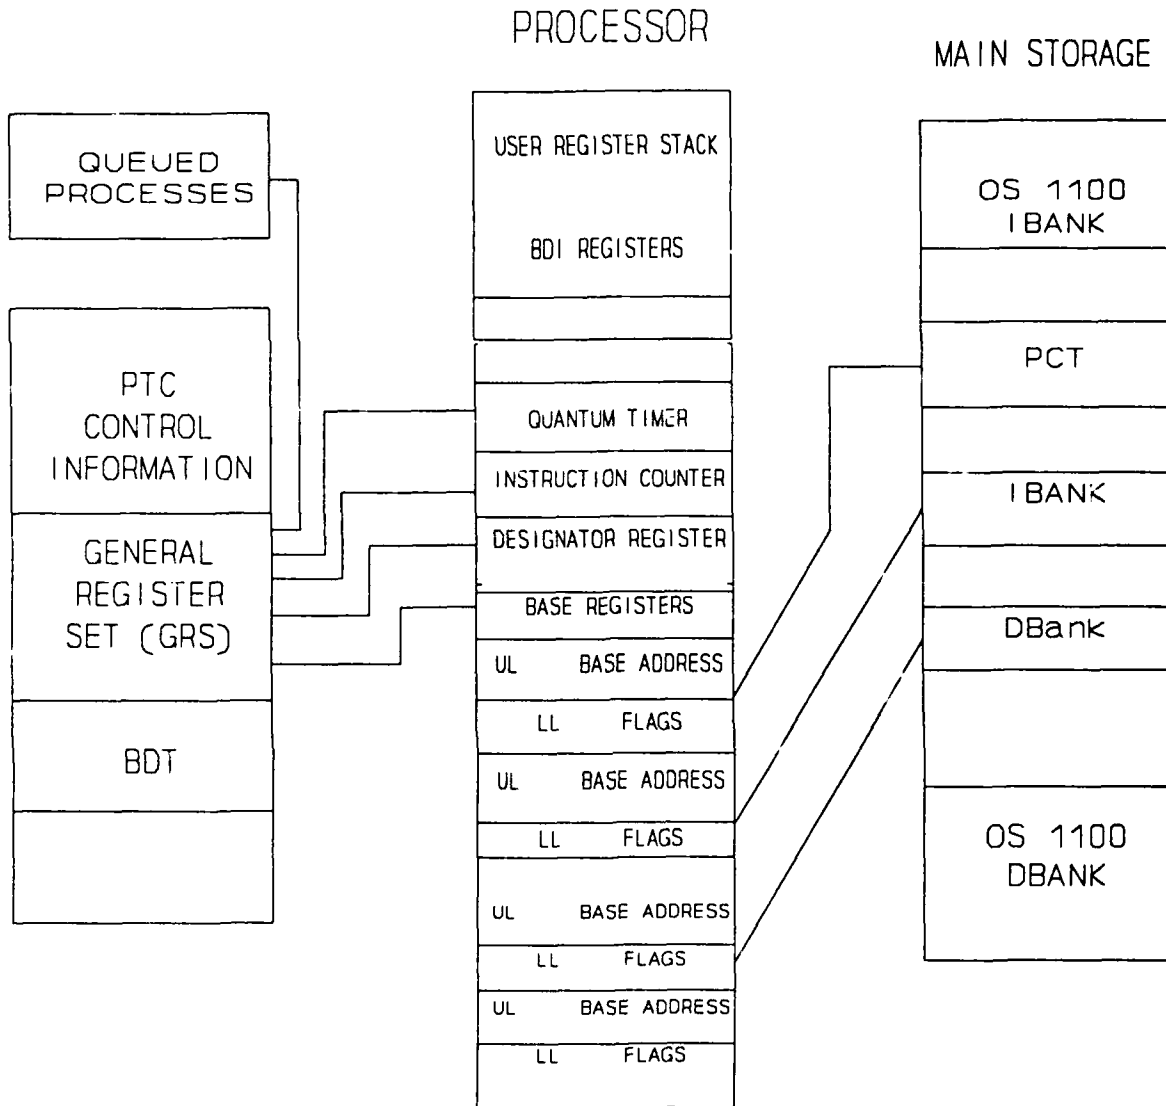 PROCESSOR
MAIN STORAGE
QUEUED
PROCESSES
PTC
CONTROL
INFORMATION
GENERAL
REGISTER
SET (GRS)
BDT
USER REGISTER STACK
BDI REGISTERS
QUANTUM TIMER
INSTRUCTION COUNTER
DESIGNATOR REGISTER
BASE REGISTERS
UL BASE ADDRESS
LL FLAGS
UL BASE ADDRESS
LL FLAGS
UL BASE ADDRESS
LL FLAGS
UL BASE ADDRESS
LL FLAGS
OS 1100
IBANK
PCT
IBANK
DBank
OS 1100
DBANK